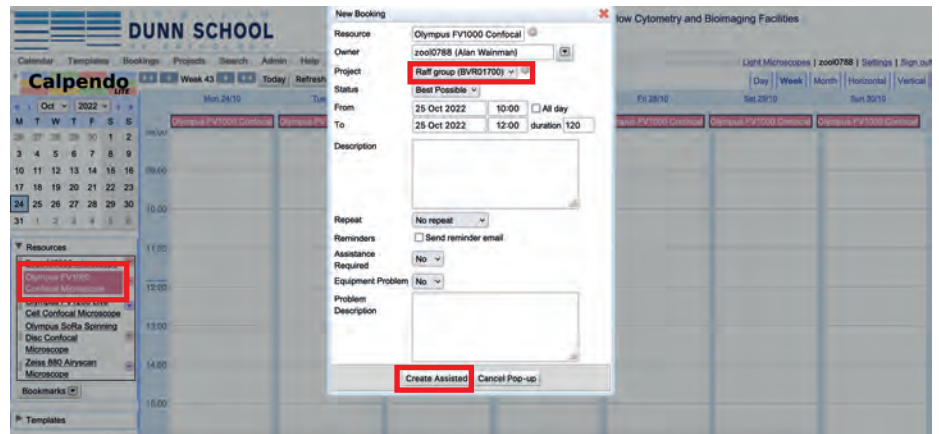 DUNN SCHOOL
low Cytometry and Bioimaging Facilities
Calendar Templates Bookings Projects Search Admin Help
Light Microscopes | zool0788 | Settings | Sign out
Calpendo
LITE
Week 43 Today Refresh
Day Week Month Horizontal Vertical
Oct 2022
Mon 24/10 Tue Fri 28/10 Sat 29/10 Sun 30/10
M T W T F S S
26 27 28 29 30 1 2
3 4 5 6 7 8 9
10 11 12 13 14 15 16
17 18 19 20 21 22 23
24 25 26 27 28 29 30
31 1 2 3 4 5 6
Olympus FV1000 Confocal
Olympus FV1000 Confocal
Olympus FV1000 Confocal
Olympus FV1000 Confocal
09:00
10:00
11:00
12:00
13:00
14:00
15:00
Resources
Olympus FV1000
Confocal Microscope
Olympus FV1200 Live
Cell Confocal Microscope
Olympus SoRa Spinning
Disc Confocal
Microscope
Zeiss 880 Airyscan
Microscope
Bookmarks
Templates
New Booking
Resource Olympus FV1000 Confocal
Owner zool0788 (Alan Wainman)
Project Raff group (BVR01700)
Status Best Possible
From 25 Oct 2022 10:00 All day
To 25 Oct 2022 12:00 duration 120
Description
Repeat No repeat
Reminders Send reminder email
Assistance
Required No
Equipment Problem No
Problem
Description
Create Assisted Cancel Pop-up